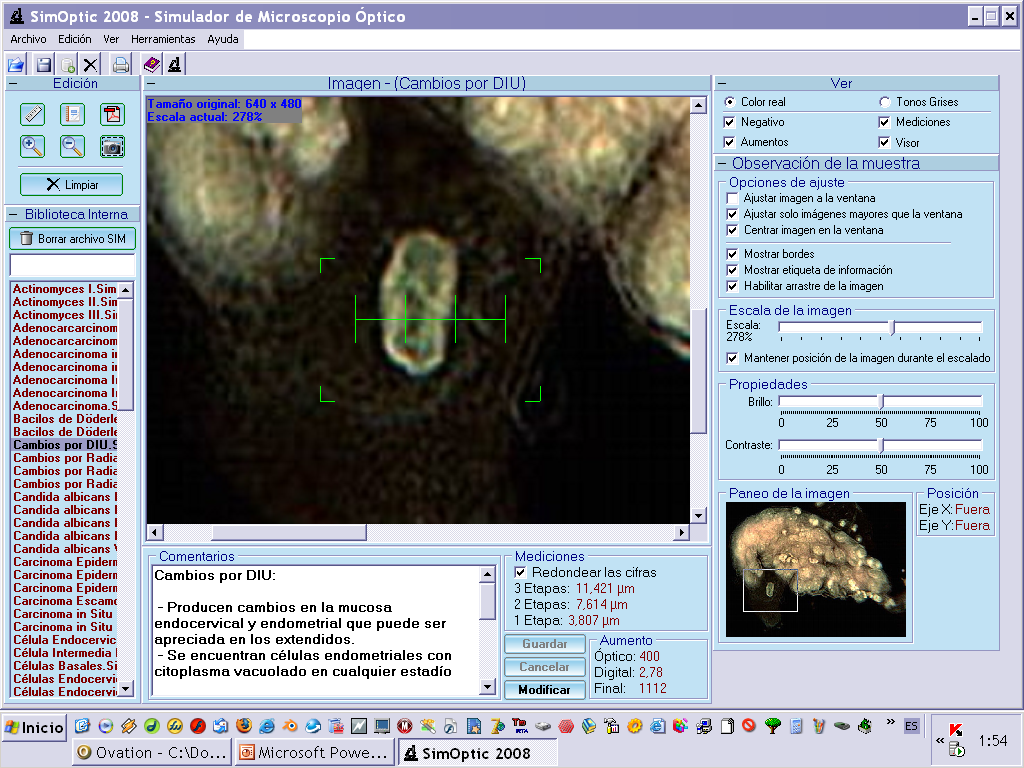 SimOptic 2008 - Simulador de Microscopio Óptico
Archivo Edición Ver Herramientas Ayuda
Edición
Limpiar
Biblioteca Interna
Borrar archivo SIM
Actinomyces I.Sim
Actinomyces II.Sim
Actinomyces III.Sim
Adenocarcacinom
Adenocarcacinom
Adenocarcinoma in
Adenocarcinoma in
Adenocarcinoma In
Adenocarcinoma In
Adenocarcinoma.S
Bacilos de Döderle
Bacilos de Döderle
Cambios por DIU.S
Cambios por Radia
Cambios por Radia
Cambios por Radia
Candida albicans I
Candida albicans I
Candida albicans I
Candida albicans I
Candida albicans V
Carcinoma Epiderm
Carcinoma Epiderm
Carcinoma Epiderm
Carcinoma Escamo
Carcinoma in Situ
Carcinoma in Situ
Célula Endocervic
Célula Intermedia I
Células Basales.Si
Células Endocervi
Células Endocervi
Imagen - (Cambios por DIU)
Tamaño original: 640 x 480
Escala actual: 278%
Comentarios
Cambios por DIU:
- Producen cambios en la mucosa
endocervical y endometrial que puede ser
apreciada en los extendidos.
- Se encuentran células endometriales con
citoplasma vacuolado en cualquier estadío
Mediciones
Redondear las cifras
3 Etapas: 11,421 µm
2 Etapas: 7,614 µm
1 Etapa: 3,807 µm
Guardar
Cancelar
Modificar
Aumento
Óptico: 400
Digital: 2,78
Final: 1112
Ver
Color real Tonos Grises
Negativo Mediciones
Aumentos Visor
Observación de la muestra
Opciones de ajuste
Ajustar imagen a la ventana
Ajustar solo imágenes mayores que la ventana
Centrar imagen en la ventana
Mostrar bordes
Mostrar etiqueta de información
Habilitar arrastre de la imagen
Escala de la imagen
Escala:
278%
Mantener posición de la imagen durante el escalado
Propiedades
Brillo:
0 25 50 75 100
Contraste:
0 25 50 75 100
Paneo de la imagen
Posición
Eje X: Fuera
Eje Y: Fuera
Inicio
ES
1:54
Ovation - C:\Do...
Microsoft Powe...
SimOptic 2008